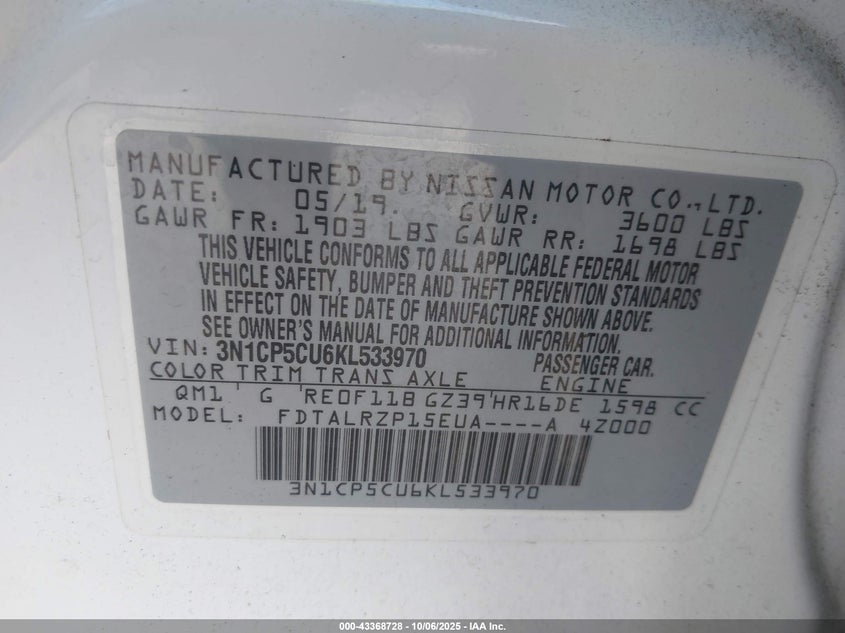 MANUFACTURED BY NISSAN MOTOR CO., LTD.
DATE: 05/19. GVWR: 3600 LBS
GAWR FR: 1903 LBS GAWR RR: 1698 LBS
THIS VEHICLE CONFORMS TO ALL APPLICABLE FEDERAL MOTOR
VEHICLE SAFETY, BUMPER AND THEFT PREVENTION STANDARDS
IN EFFECT ON THE DATE OF MANUFACTURE SHOWN ABOVE.
SEE OWNER'S MANUAL FOR ADDITIONAL INFORMATION.
VIN: 3N1CP5CU6KL533970 PASSENGER CAR.
COLOR TRIM TRANS AXLE ENGINE
QM1 G RE0F11B GZ39 HR16DE 1598 CC
MODEL: FDTALRZP15EUA----A 4Z000
3N1CP5CU6KL533970
000-43368728 - 10/06/2025 - IAA Inc.